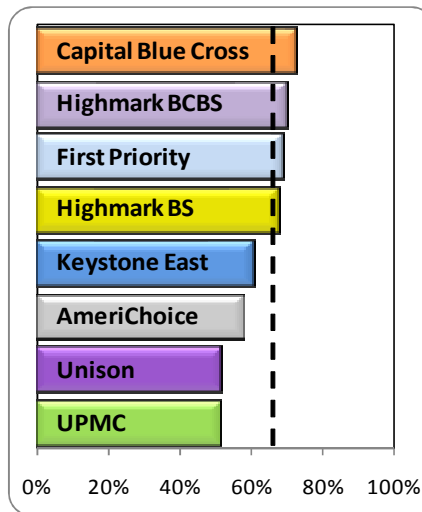 Capital Blue Cross
Highmark BCBS
First Priority
Highmark BS
Keystone East
AmeriChoice
Unison
UPMC
0% 20% 40% 60% 80% 100%